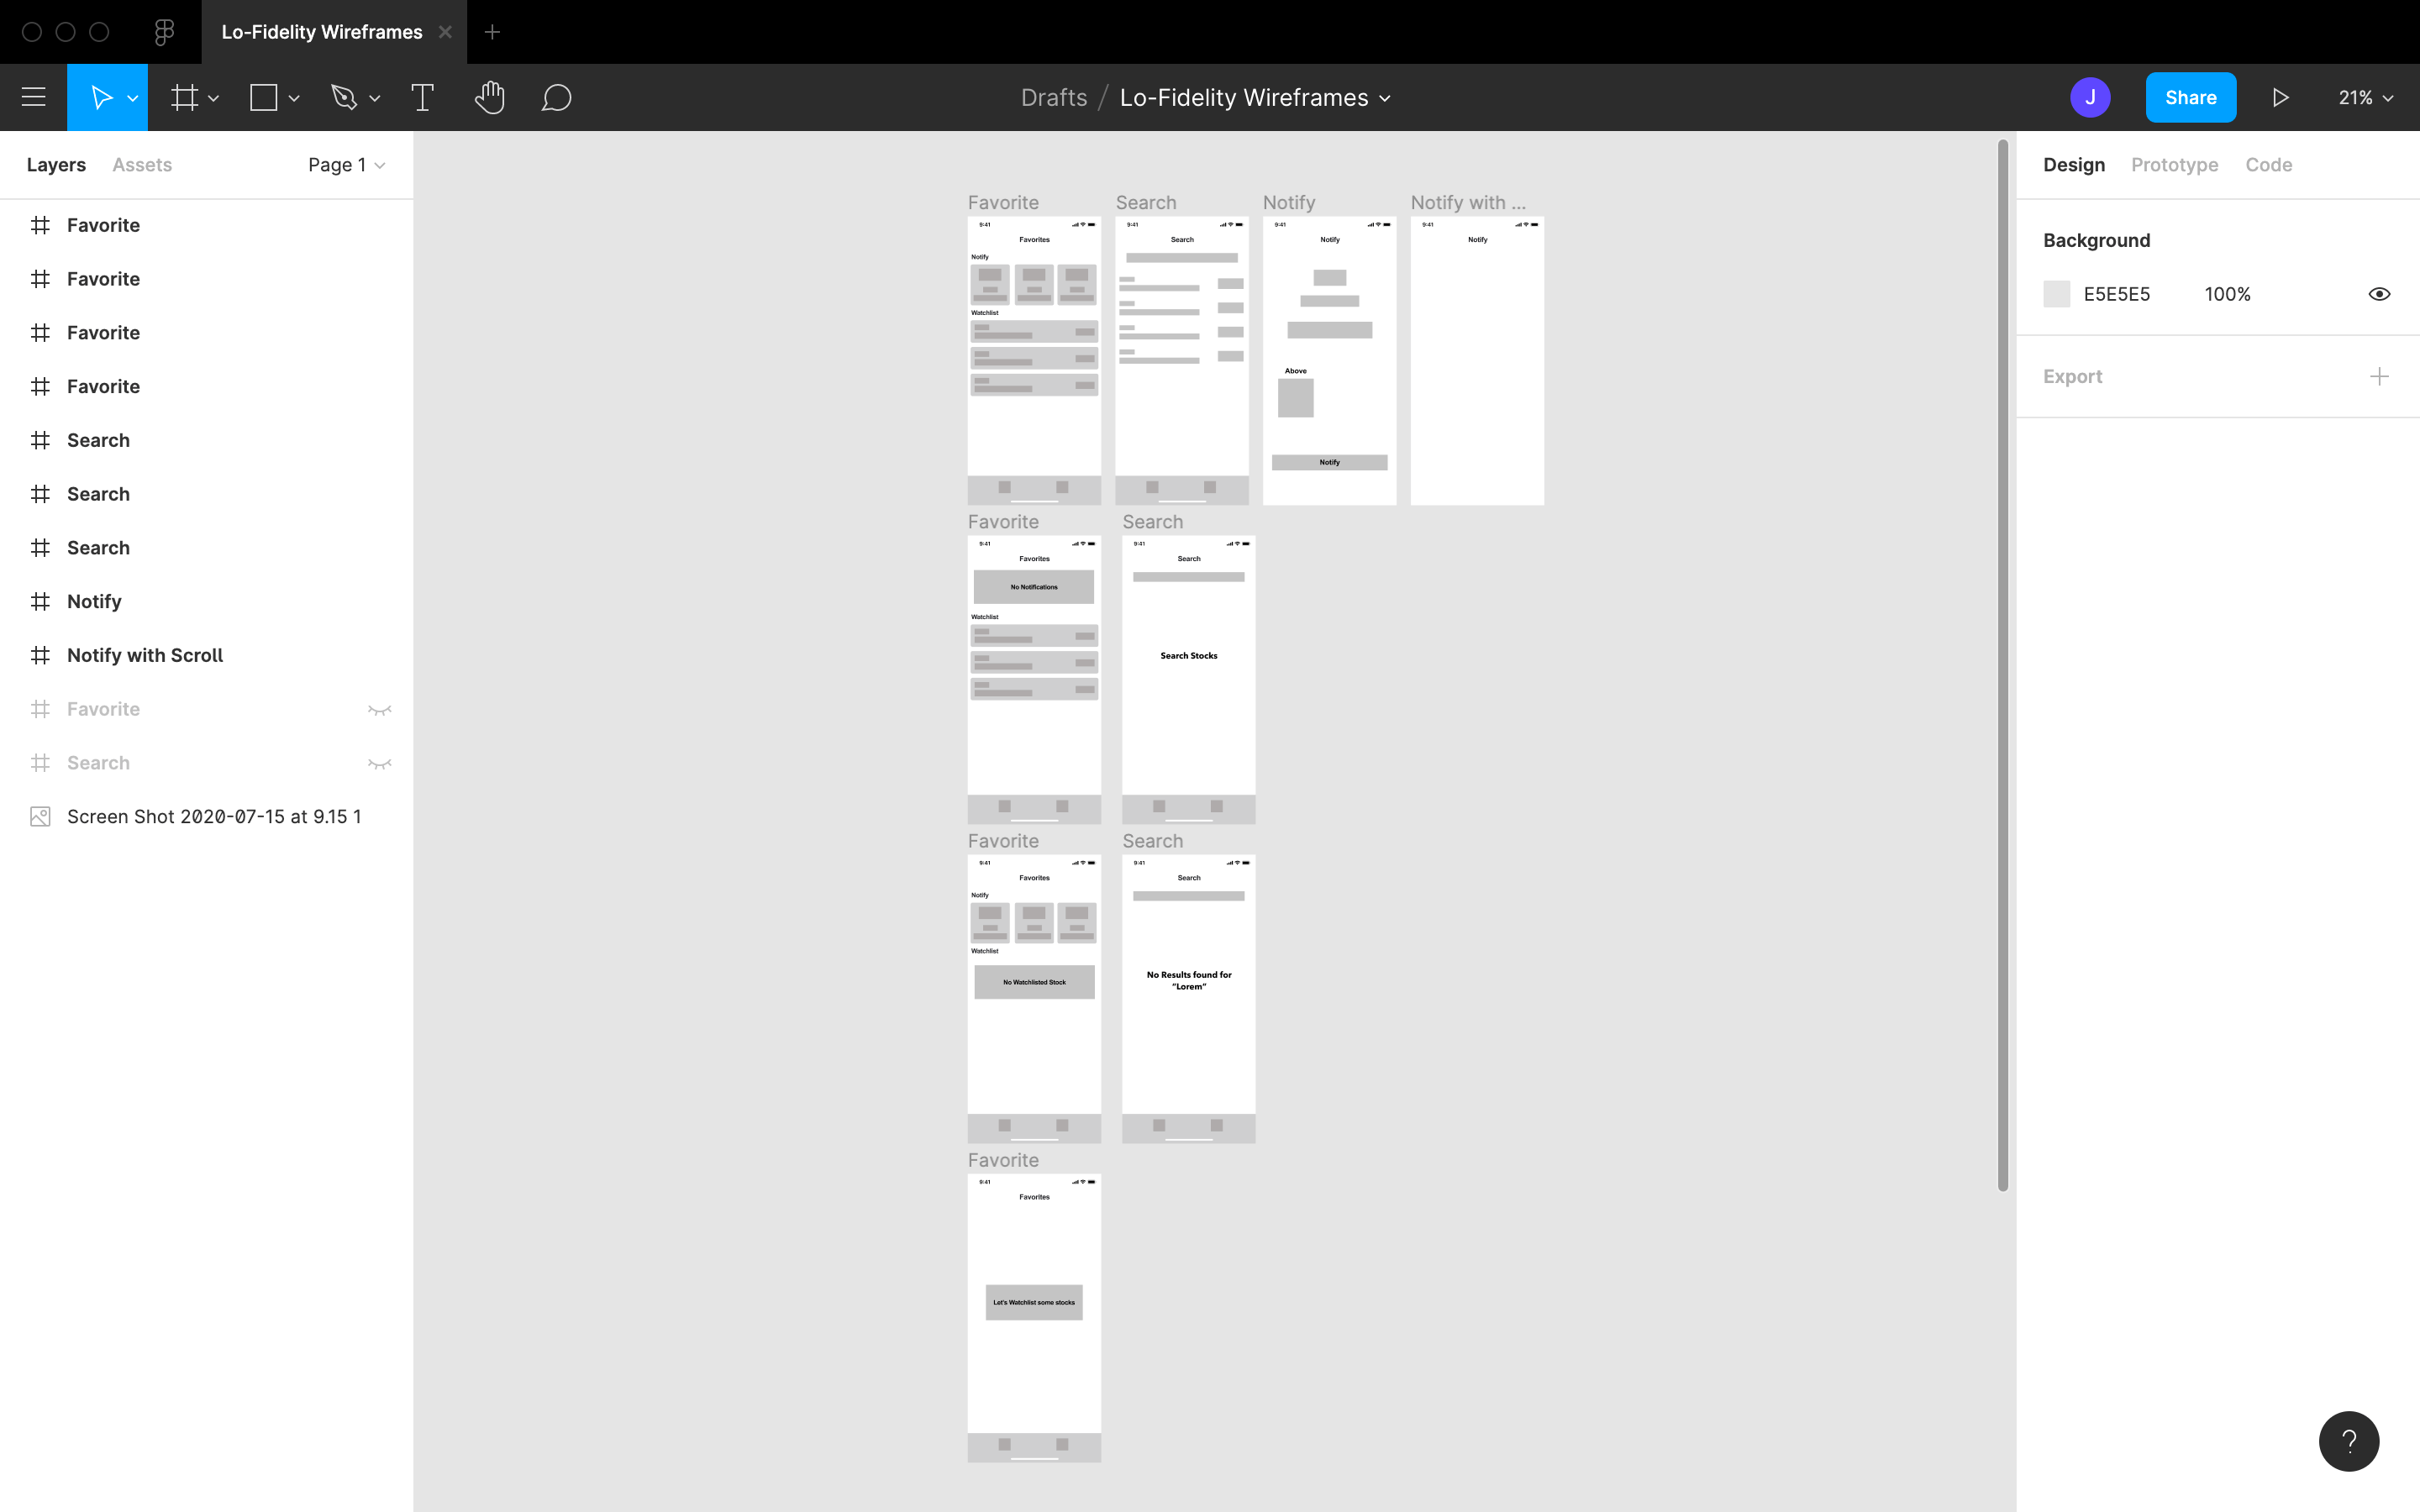 Lo-Fidelity Wireframes
Drafts / Lo-Fidelity Wireframes
J
Share
21%
Layers
Assets
Page 1
Favorite
Favorite
Favorite
Favorite
Search
Search
Search
Notify
Notify with Scroll
Favorite
Search
Screen Shot 2020-07-15 at 9.15 1
Favorite
Search
Notify
Notify with ...
9:41
9:41
9:41
9:41
Favorites
Search
Notify
Notify
Notify
Watchlist
Above
Notify
Favorite
Search
9:41
9:41
Favorites
Search
No Notifications
Watchlist
Search Stocks
Favorite
Search
9:41
9:41
Favorites
Search
Notify
Watchlist
No Watchlisted Stock
No Results found for
"Lorem"
Favorite
9:41
Favorites
Let's Watchlist some stocks
Design
Prototype
Code
Background
E5E5E5
100%
Export
?